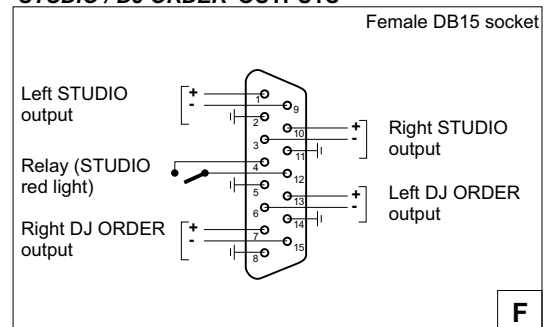 STUDIO / DJ ORDER OUTPUTS
Female DB15 socket
Left STUDIO
output
+
-
1
9
2
10
3
11
+
-
Right STUDIO
output
Relay (STUDIO
red light)
4
12
5
13
6
14
+
-
Left DJ ORDER
output
Right DJ ORDER
output
+
-
7
15
8
F